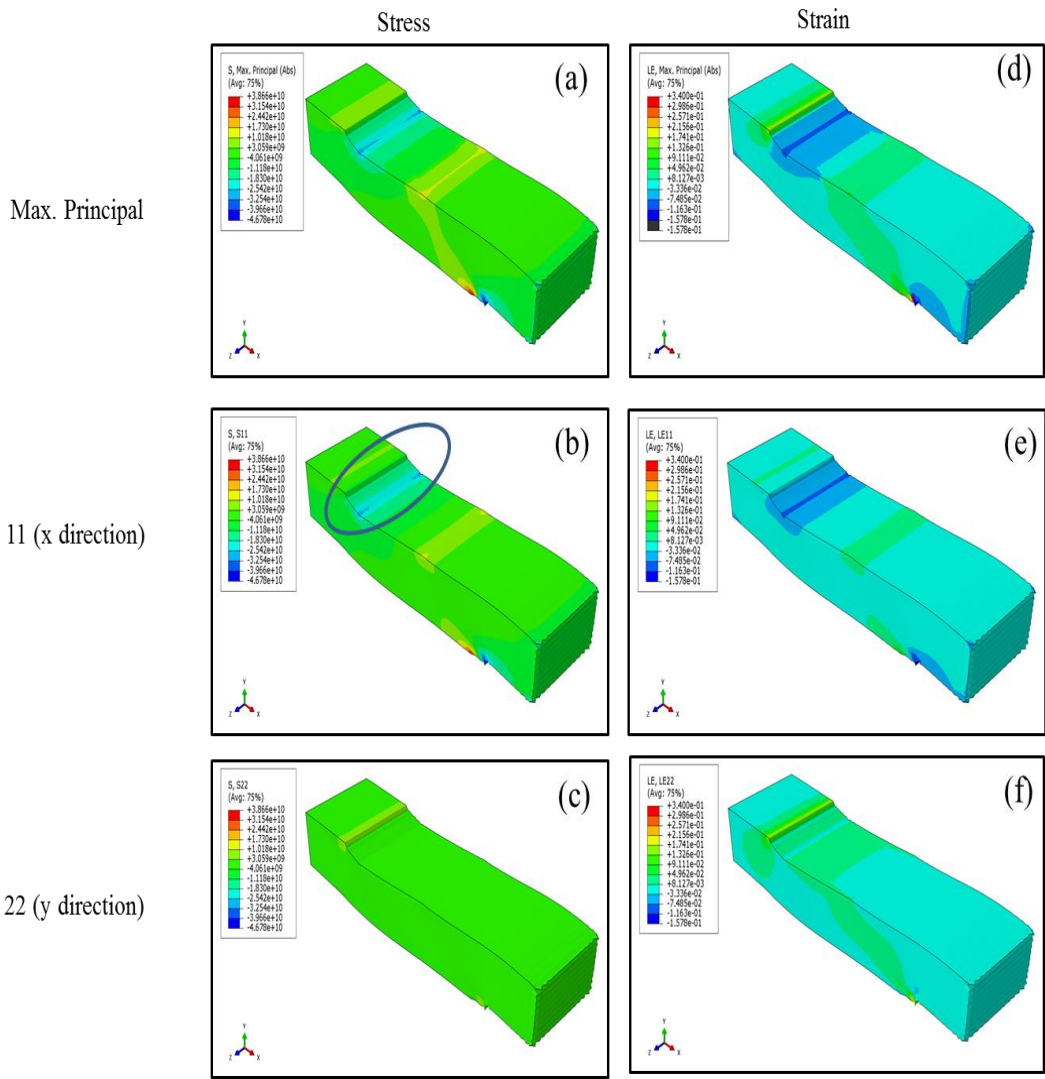 Stress
Strain
Max. Principal
S, Max. Principal (Abs)
(Avg: 75%)
+3.866e+10
+3.154e+10
+2.442e+10
+1.730e+10
+1.018e+10
+3.059e+09
-4.061e+09
-1.118e+10
-1.830e+10
-2.542e+10
-3.254e+10
-3.966e+10
-4.678e+10
(a)
Y
Z
X
LE, Max. Principal (Abs)
(Avg: 75%)
+3.400e-01
+2.986e-01
+2.571e-01
+2.156e-01
+1.741e-01
+1.326e-01
+9.111e-02
+4.962e-02
+8.127e-03
-3.336e-02
-7.485e-02
-1.163e-01
-1.578e-01
-1.578e-01
(d)
Y
Z
X
11 (x direction)
S, S11
(Avg: 75%)
+3.866e+10
+3.154e+10
+2.442e+10
+1.730e+10
+1.018e+10
+3.059e+09
-4.061e+09
-1.118e+10
-1.830e+10
-2.542e+10
-3.254e+10
-3.966e+10
-4.678e+10
(b)
Y
Z
X
LE, LE11
(Avg: 75%)
+3.400e-01
+2.986e-01
+2.571e-01
+2.156e-01
+1.741e-01
+1.326e-01
+9.111e-02
+4.962e-02
+8.127e-03
-3.336e-02
-7.485e-02
-1.163e-01
-1.578e-01
(e)
Y
Z
X
22 (y direction)
S, S22
(Avg: 75%)
+3.866e+10
+3.154e+10
+2.442e+10
+1.730e+10
+1.018e+10
+3.059e+09
-4.061e+09
-1.118e+10
-1.830e+10
-2.542e+10
-3.254e+10
-3.966e+10
-4.678e+10
(c)
Y
Z
X
LE, LE22
(Avg: 75%)
+3.400e-01
+2.986e-01
+2.571e-01
+2.156e-01
+1.741e-01
+1.326e-01
+9.111e-02
+4.962e-02
+8.127e-03
-3.336e-02
-7.485e-02
-1.163e-01
-1.578e-01
(f)
Y
Z
X